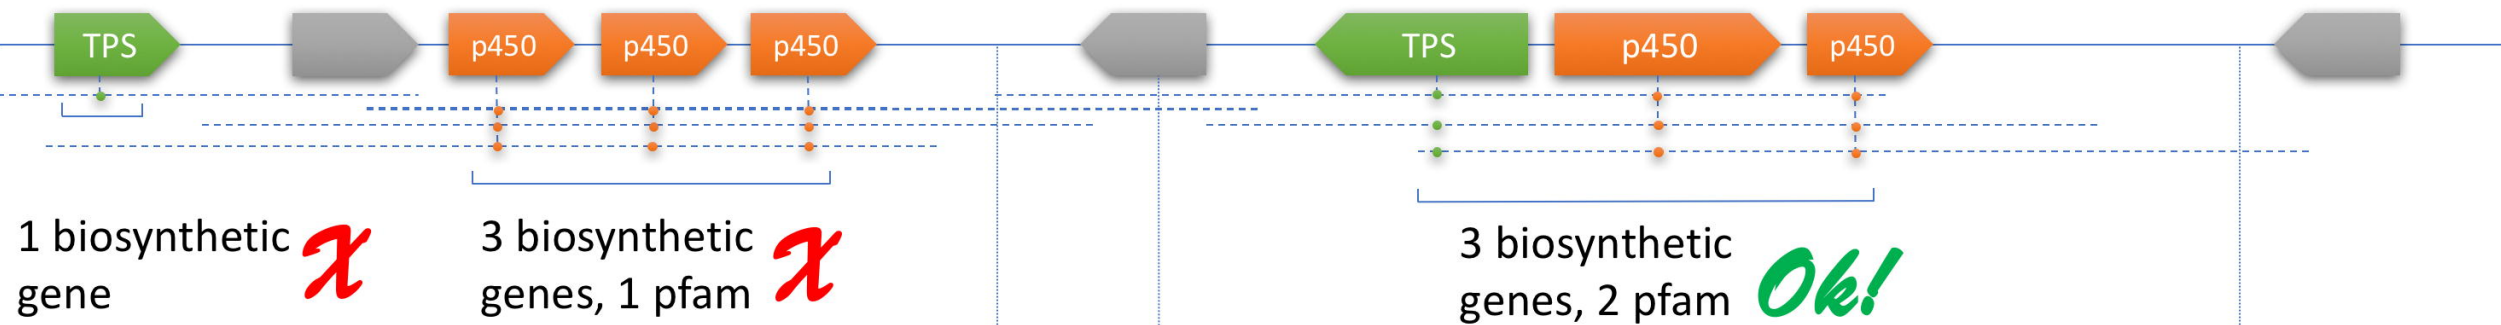 TPS
p450
p450
p450
TPS
p450
p450
1 biosynthetic
gene
X
3 biosynthetic
genes, 1 pfam
X
3 biosynthetic
genes, 2 pfam
Ok!